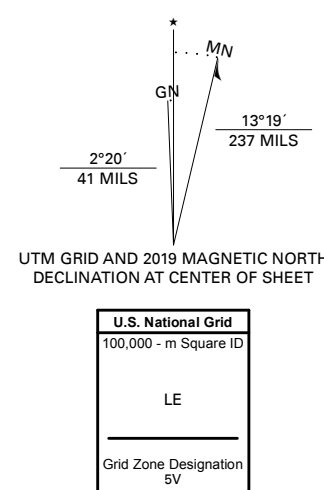 ★
MN
GN
13°19´
237 MILS
2°20´
41 MILS
UTM GRID AND 2019 MAGNETIC NORTH
DECLINATION AT CENTER OF SHEET
U.S. National Grid
100,000 - m Square ID
LE
Grid Zone Designation
5V